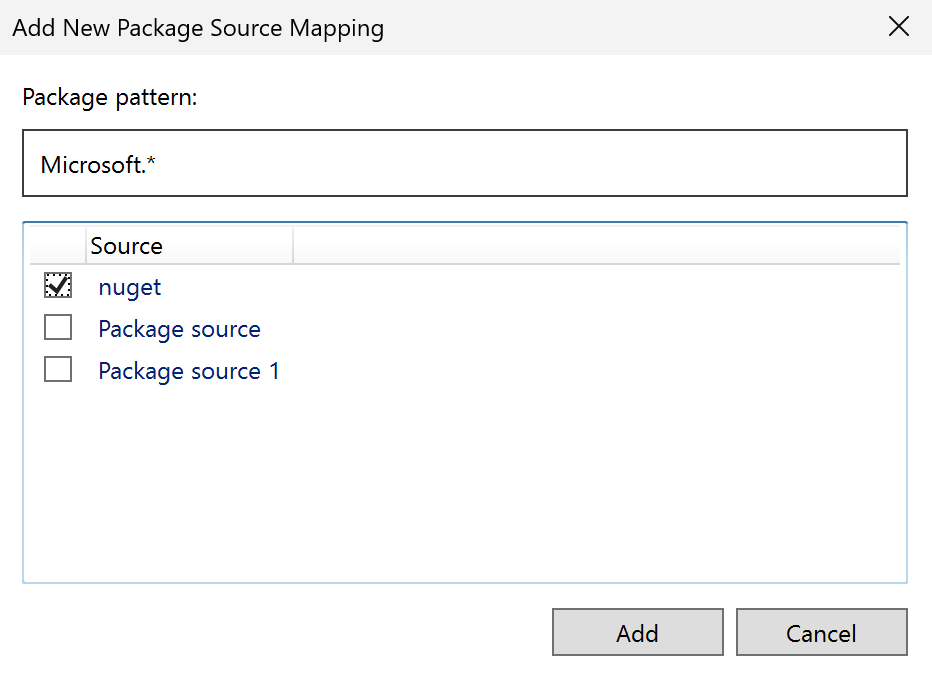 Add New Package Source Mapping
Package pattern:
Microsoft.*
Source
nuget
Package source
Package source 1
Add
Cancel